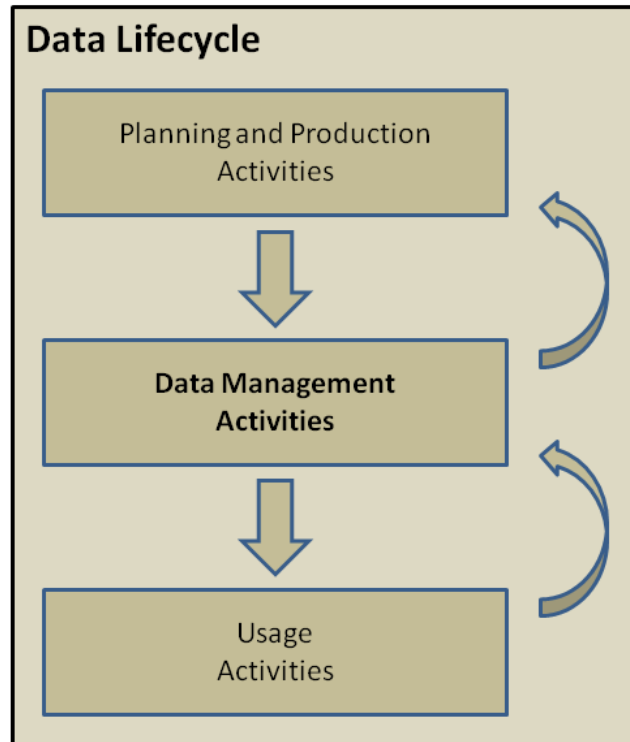 Data Lifecycle
Planning and Production
Activities
Data Management
Activities
Usage
Activities